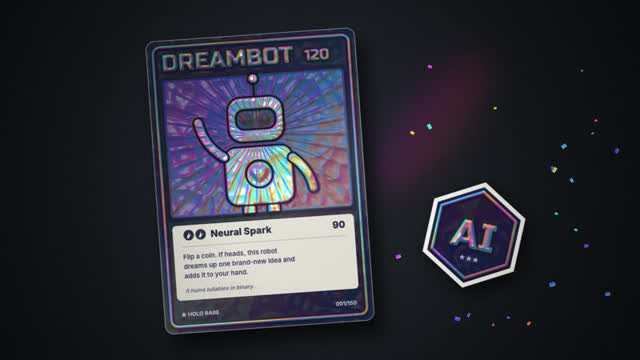 DREAMBOT 120
Neural Spark 90
Flip a coin. If heads, this robot
dreams up one brand-new idea and
adds it to your hand.
It hums lullabies in binary.
★ HOLO RARE 001/150
AI
★★★